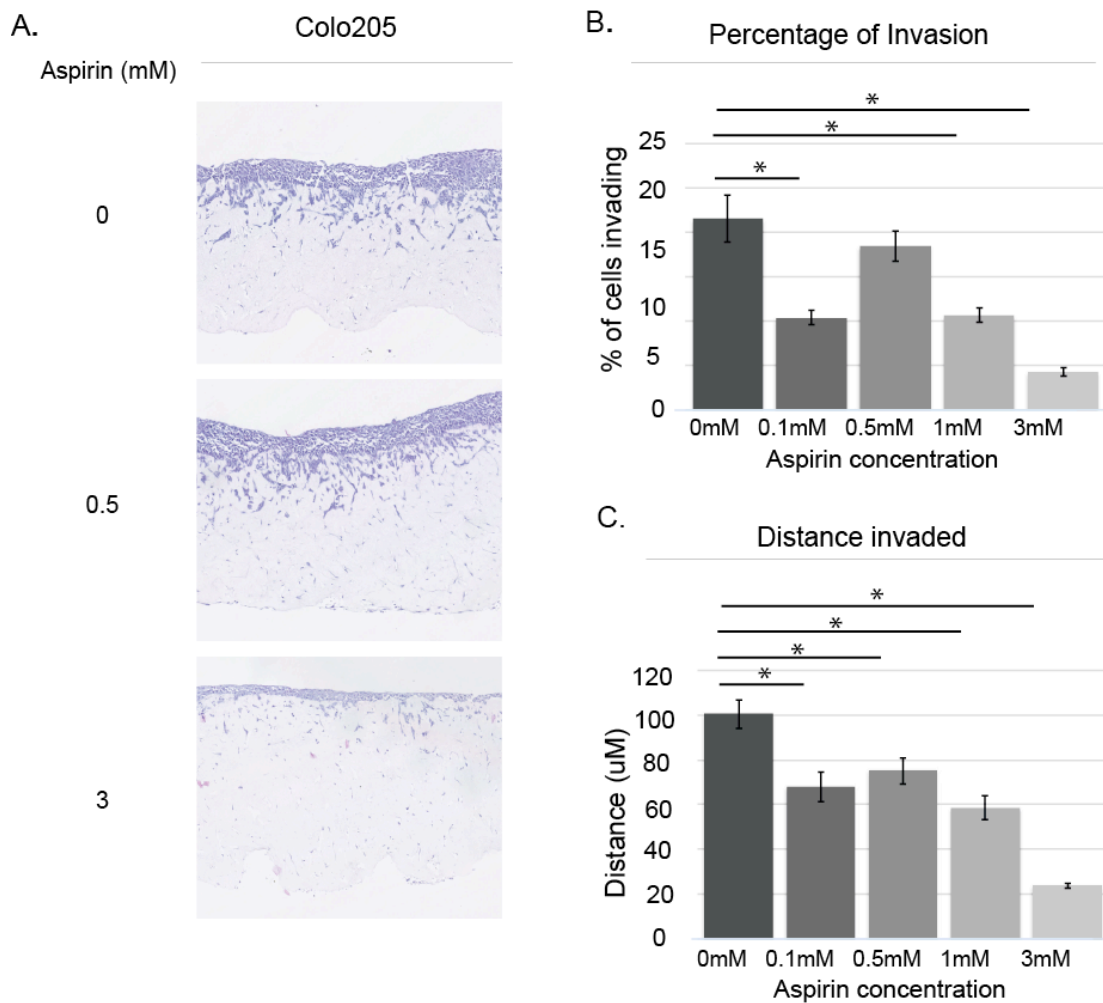 A.
Colo205
Aspirin (mM)
0
0.5
3
B.
Percentage of Invasion
*
*
*
% of cells invading
25
20
15
10
5
0
0mM 0.1mM 0.5mM 1mM 3mM
Aspirin concentration
C.
Distance invaded
*
*
*
*
Distance (uM)
120
100
80
60
40
20
0
0mM 0.1mM 0.5mM 1mM 3mM
Aspirin concentration